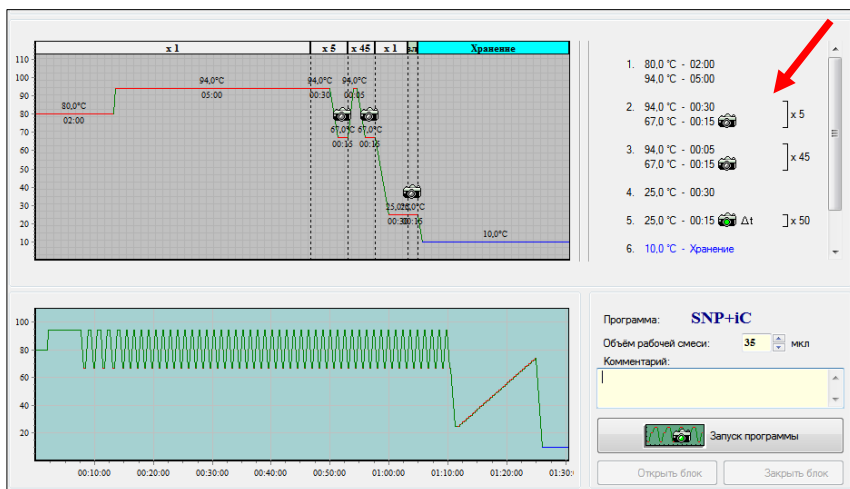 x 1 x 5 x 45 x 1 Хранение
110
100
90
80
70
60
50
40
30
20
10
80,0°C
02:00
94,0°C
05:00
94,0°C
00:30
67,0°C
00:15
94,0°C
00:05
67,0°C
00:15
25,0°C
00:30
25,0°C
00:15
10,0°C
1. 80,0 °C - 02:00
94,0 °C - 05:00
2. 94,0 °C - 00:30
67,0 °C - 00:15
x 5
3. 94,0 °C - 00:05
67,0 °C - 00:15
x 45
4. 25,0 °C - 00:30
5. 25,0 °C - 00:15 Δt x 50
6. 10,0 °C - Хранение
100
80
60
40
20
00:10:00 00:20:00 00:30:00 00:40:00 00:50:00 01:00:00 01:10:00 01:20:00 01:30:
Программа: SNP+iC
Объём рабочей смеси: 35 мкл
Комментарий:
Запуск программы
Открыть блок Закрыть блок